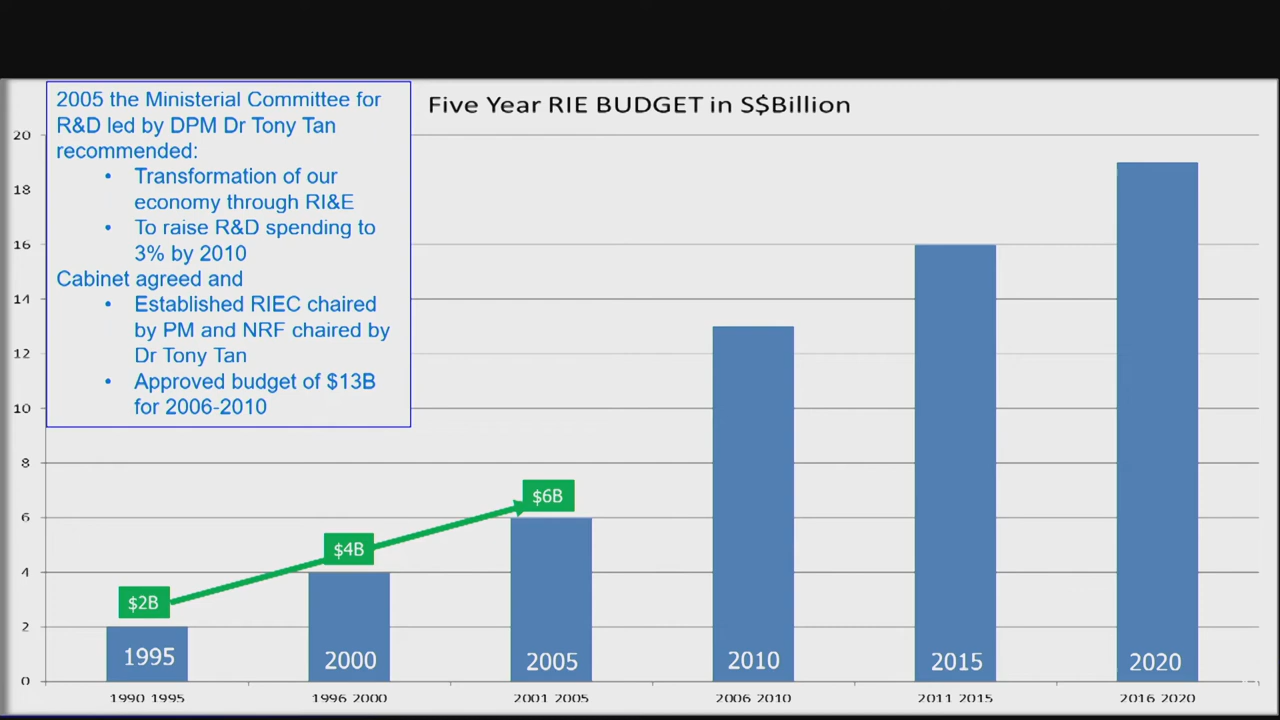 2005 the Ministerial Committee for
R&D led by DPM Dr Tony Tan
recommended:
• Transformation of our
economy through RI&E
• To raise R&D spending to
3% by 2010
Cabinet agreed and
• Established RIEC chaired
by PM and NRF chaired by
Dr Tony Tan
• Approved budget of $13B
for 2006-2010
Five Year RIE BUDGET in S$Billion
20
18
16
14
12
10
8
6
4
2
0
$2B
$4B
$6B
1995
2000
2005
2010
2015
2020
1990-1995
1996-2000
2001-2005
2006-2010
2011-2015
2016-2020